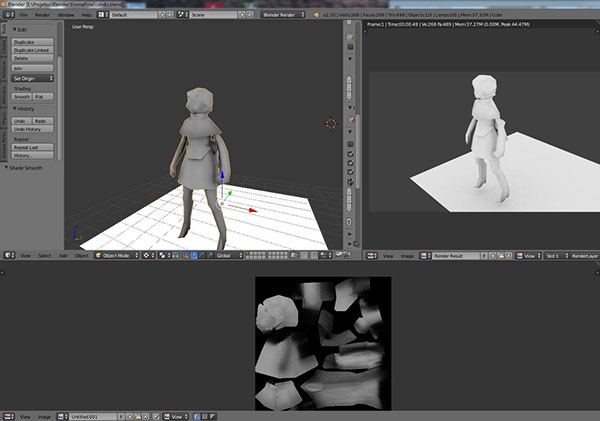 Blender [E:\Projetos\Blender\EmmaFinalizando.blend]
File Render Window Help Default Scene Blender Render
v2.70 | Verts:268 | Faces:289 | Tris:498 | Objects:1/3 | Lamps:0/0 | Mem:37.32M | Cube
Edit
Duplicate
Duplicate Linked
Delete
Join
Set Origin
Shading:
Smooth Flat
History
Undo Redo
Undo History
Repeat:
Repeat Last
History...
Shade Smooth
User Persp
Frame:1 | Time:00:00.49 | Ve:268 Fa:489 | Mem:37.27M (0.00M, Peak 44.47M)
View Select Add Object Object Mode Global
View Image Render Result View Slot 1 RenderLayer
View Image Untitled.001 F View